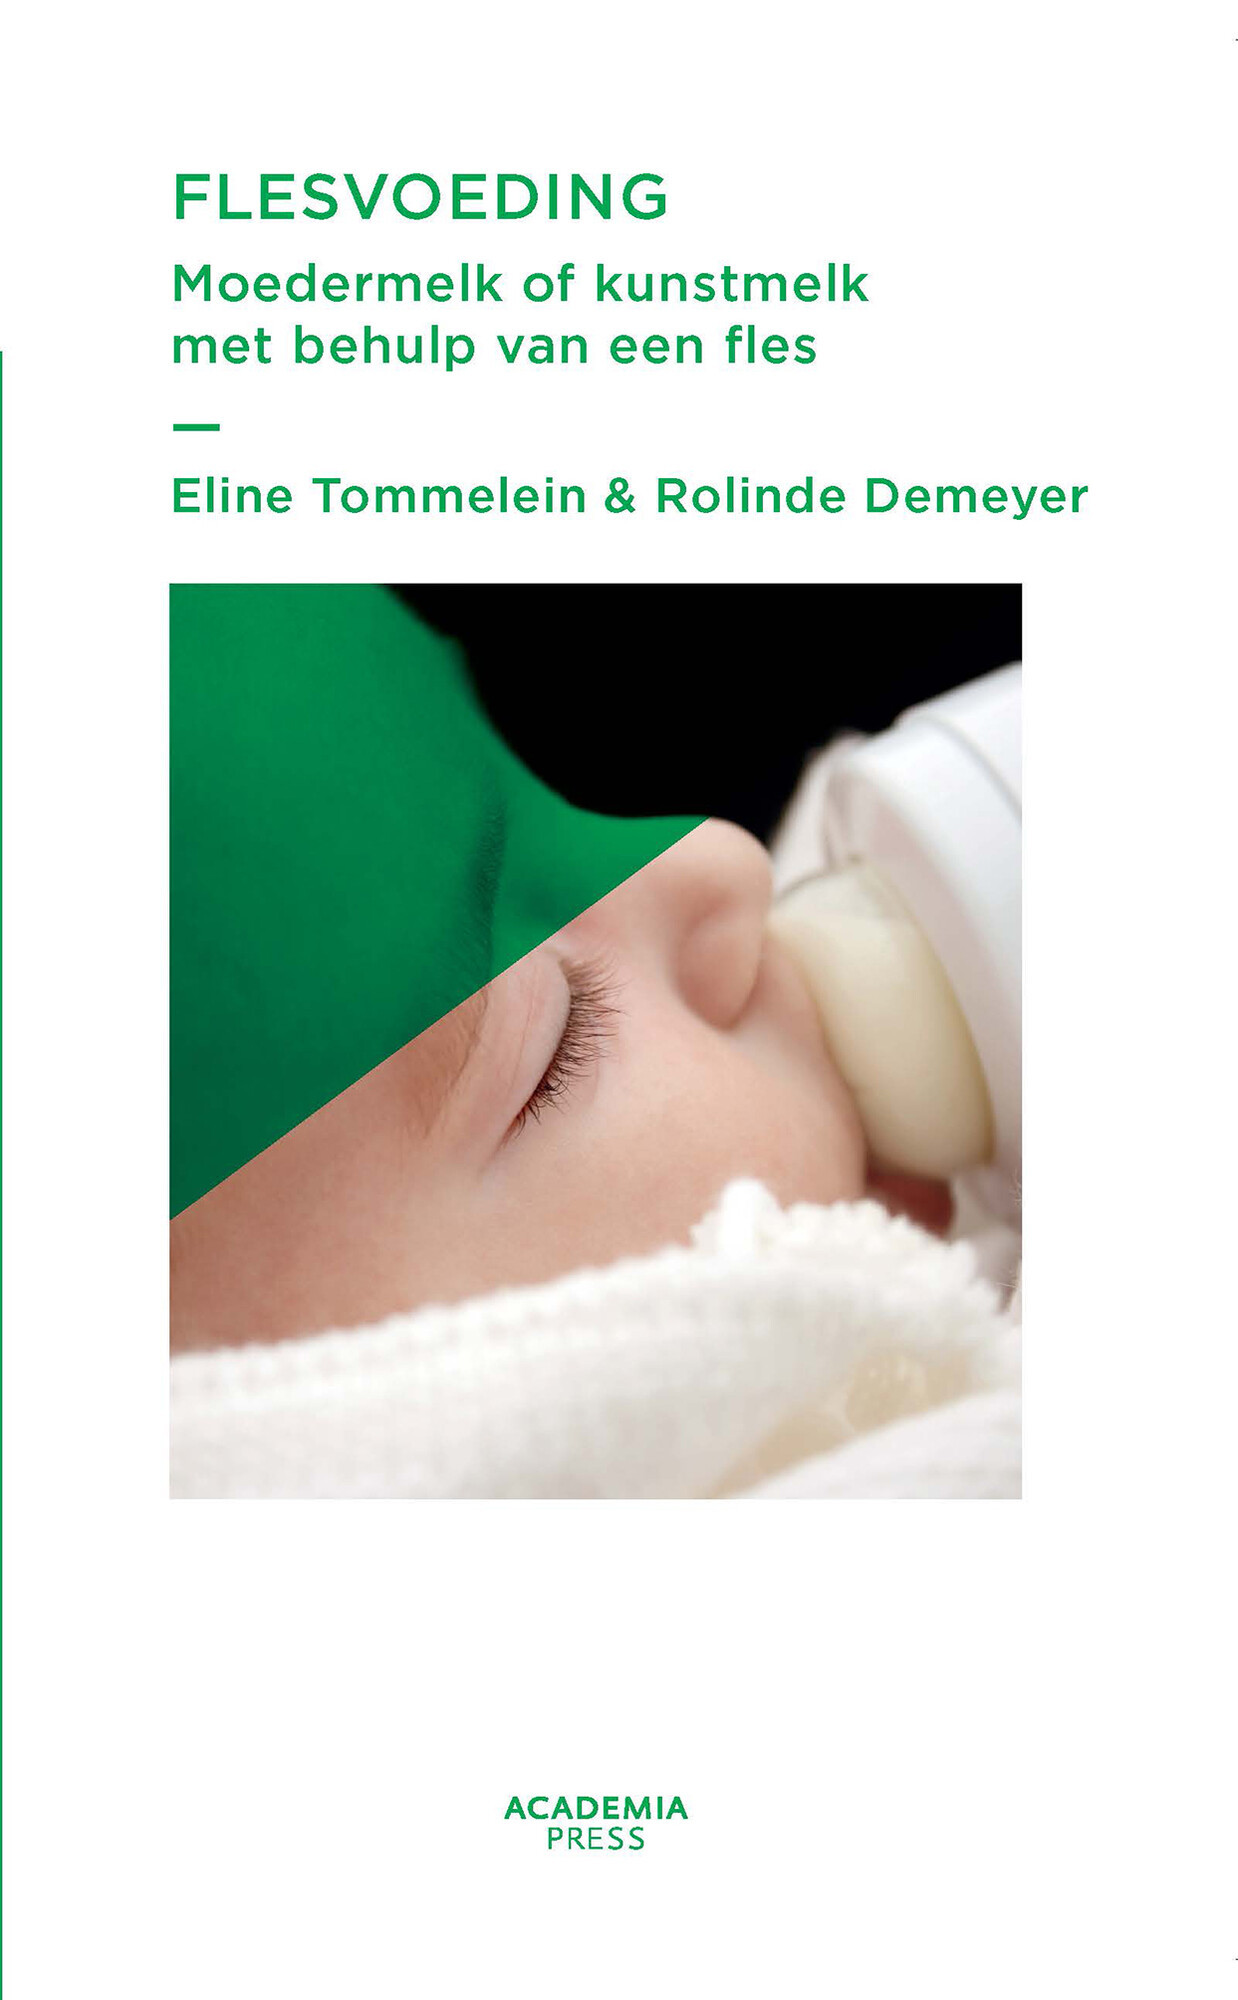 FLESVOEDING
Moedermelk of kunstmelk
met behulp van een fles
—
Eline Tommelein & Rolinde Demeyer
ACADEMIA
PRESS